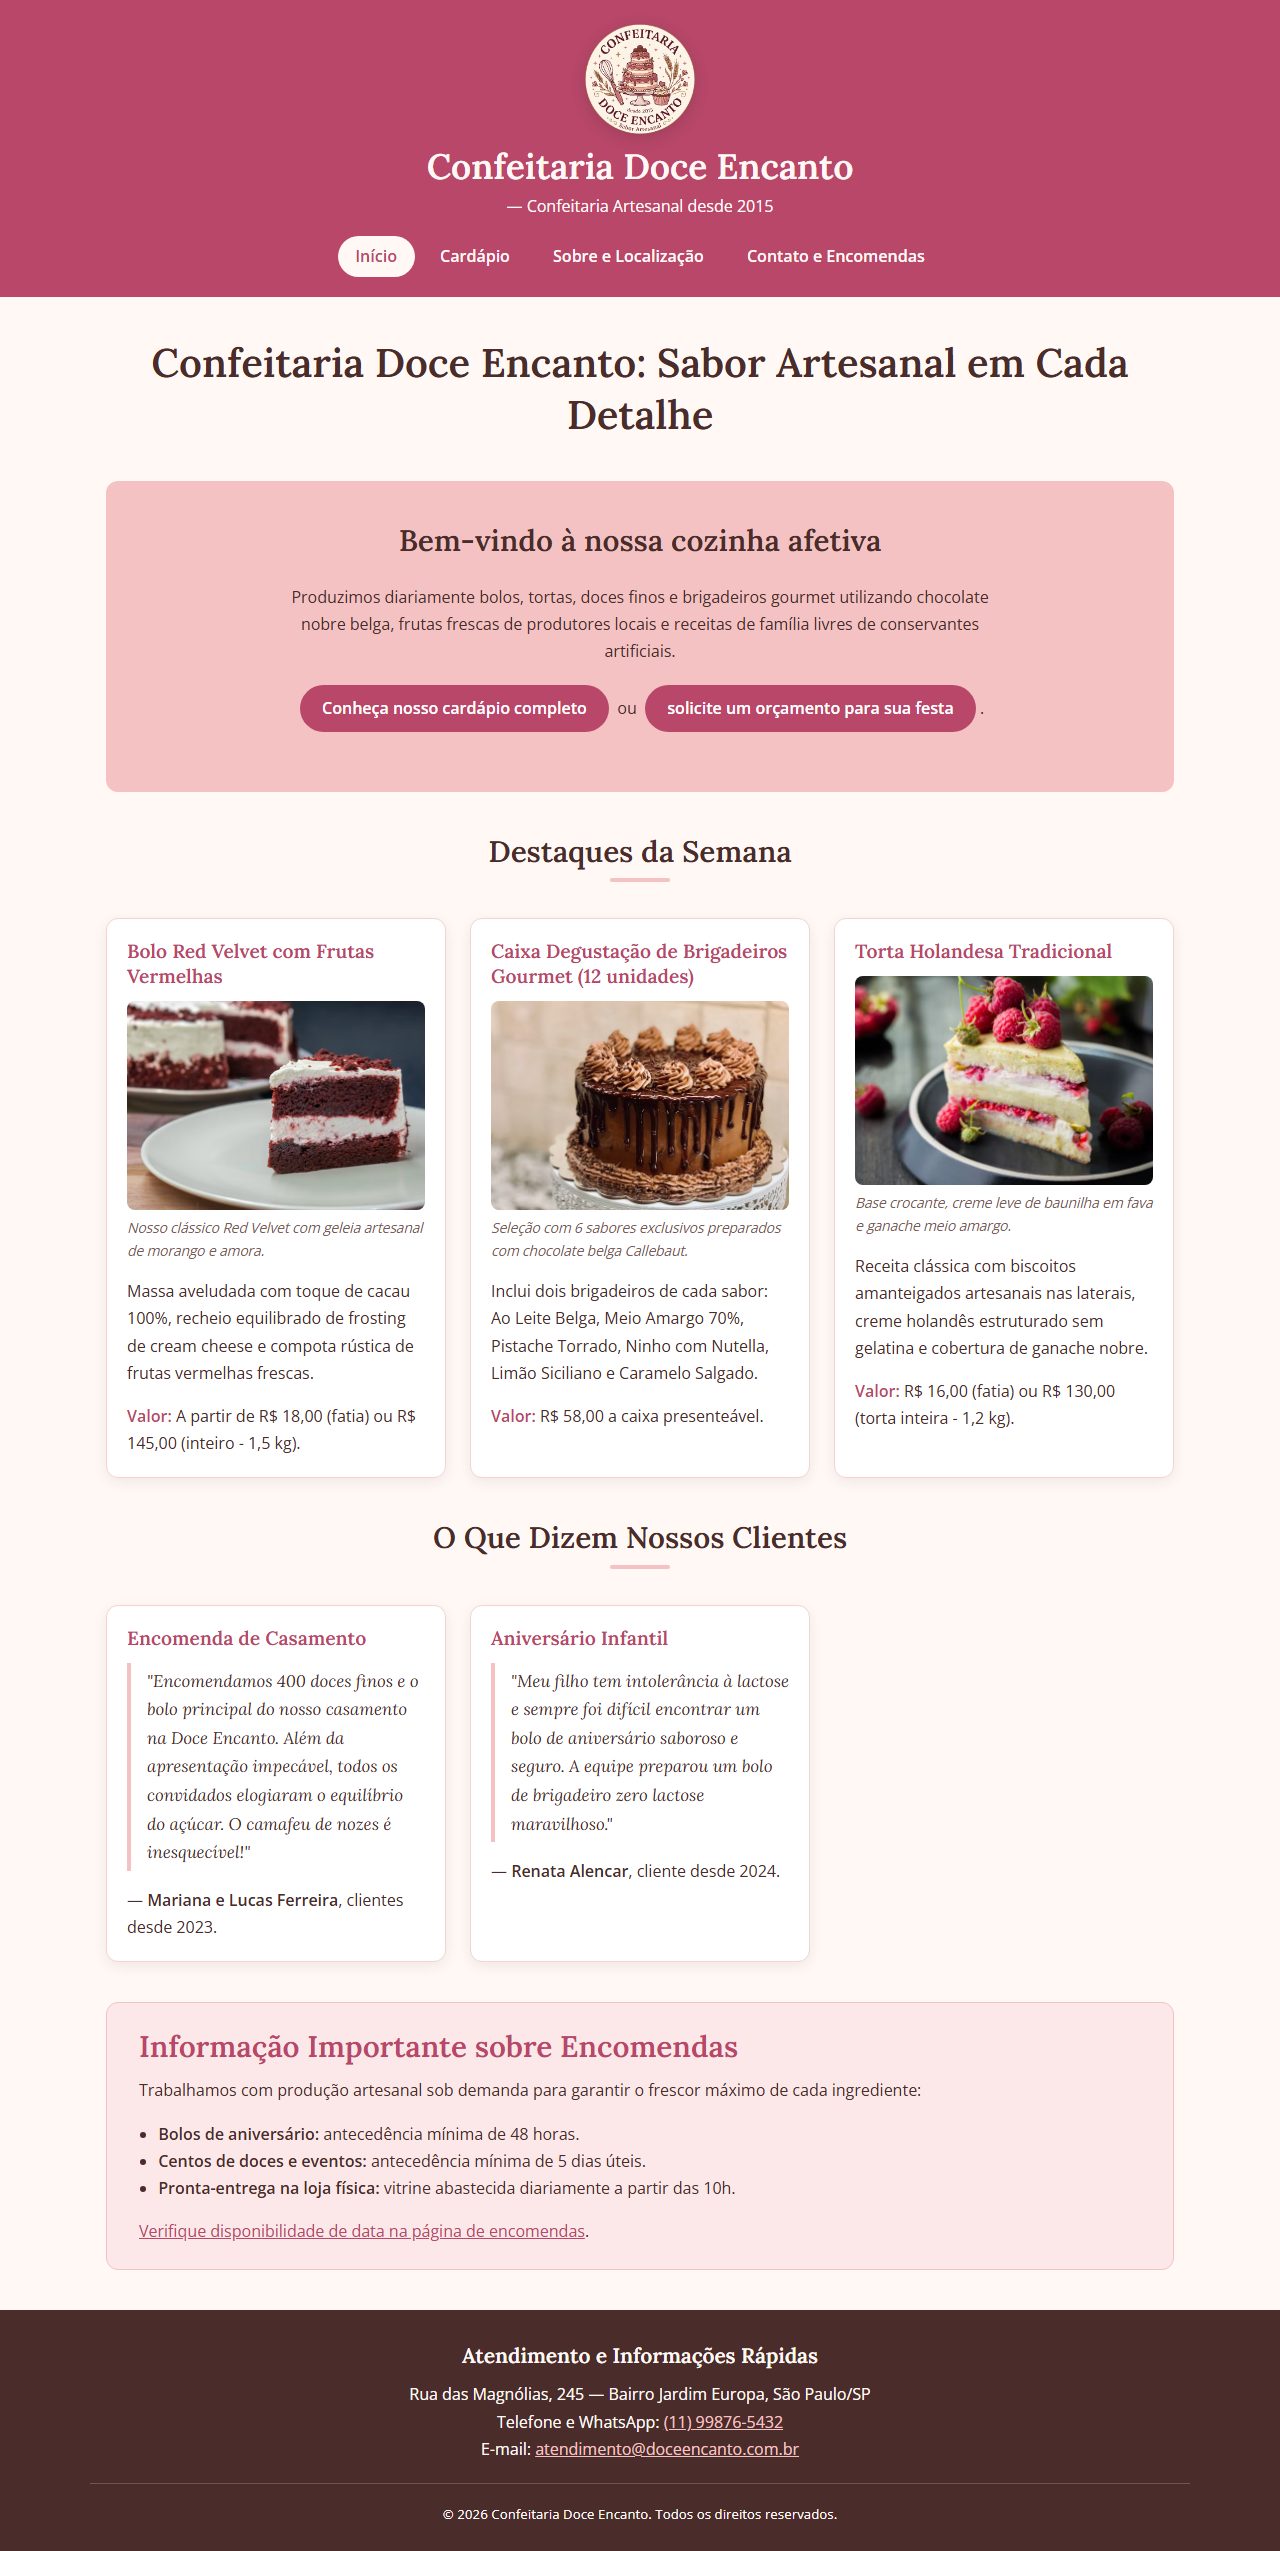 CONFEITARIA
desde 2015
DOCE ENCANTO
Sabor Artesanal
Confeitaria Doce Encanto
— Confeitaria Artesanal desde 2015
Início Cardápio Sobre e Localização Contato e Encomendas
Confeitaria Doce Encanto: Sabor Artesanal em Cada
Detalhe
Bem-vindo à nossa cozinha afetiva
Produzimos diariamente bolos, tortas, doces finos e brigadeiros gourmet utilizando chocolate
nobre belga, frutas frescas de produtores locais e receitas de família livres de conservantes
artificiais.
Conheça nosso cardápio completo ou solicite um orçamento para sua festa .
Destaques da Semana
Bolo Red Velvet com Frutas
Vermelhas
Nosso clássico Red Velvet com geleia artesanal
de morango e amora.
Massa aveludada com toque de cacau
100%, recheio equilibrado de frosting
de cream cheese e compota rústica de
frutas vermelhas frescas.
Valor: A partir de R$ 18,00 (fatia) ou R$
145,00 (inteiro - 1,5 kg).
Caixa Degustação de Brigadeiros
Gourmet (12 unidades)
Seleção com 6 sabores exclusivos preparados
com chocolate belga Callebaut.
Inclui dois brigadeiros de cada sabor:
Ao Leite Belga, Meio Amargo 70%,
Pistache Torrado, Ninho com Nutella,
Limão Siciliano e Caramelo Salgado.
Valor: R$ 58,00 a caixa presenteável.
Torta Holandesa Tradicional
Base crocante, creme leve de baunilha em fava
e ganache meio amargo.
Receita clássica com biscoitos
amanteigados artesanais nas laterais,
creme holandês estruturado sem
gelatina e cobertura de ganache nobre.
Valor: R$ 16,00 (fatia) ou R$ 130,00
(torta inteira - 1,2 kg).
O Que Dizem Nossos Clientes
Encomenda de Casamento
"Encomendamos 400 doces finos e o
bolo principal do nosso casamento
na Doce Encanto. Além da
apresentação impecável, todos os
convidados elogiaram o equilíbrio
do açúcar. O camafeu de nozes é
inesquecível!"
— Mariana e Lucas Ferreira, clientes
desde 2023.
Aniversário Infantil
"Meu filho tem intolerância à lactose
e sempre foi difícil encontrar um
bolo de aniversário saboroso e
seguro. A equipe preparou um bolo
de brigadeiro zero lactose
maravilhoso."
— Renata Alencar, cliente desde 2024.
Informação Importante sobre Encomendas
Trabalhamos com produção artesanal sob demanda para garantir o frescor máximo de cada ingrediente:
• Bolos de aniversário: antecedência mínima de 48 horas.
• Centos de doces e eventos: antecedência mínima de 5 dias úteis.
• Pronta-entrega na loja física: vitrine abastecida diariamente a partir das 10h.
Verifique disponibilidade de data na página de encomendas.
Atendimento e Informações Rápidas
Rua das Magnólias, 245 — Bairro Jardim Europa, São Paulo/SP
Telefone e WhatsApp: (11) 99876-5432
E-mail: atendimento@doceencanto.com.br
© 2026 Confeitaria Doce Encanto. Todos os direitos reservados.